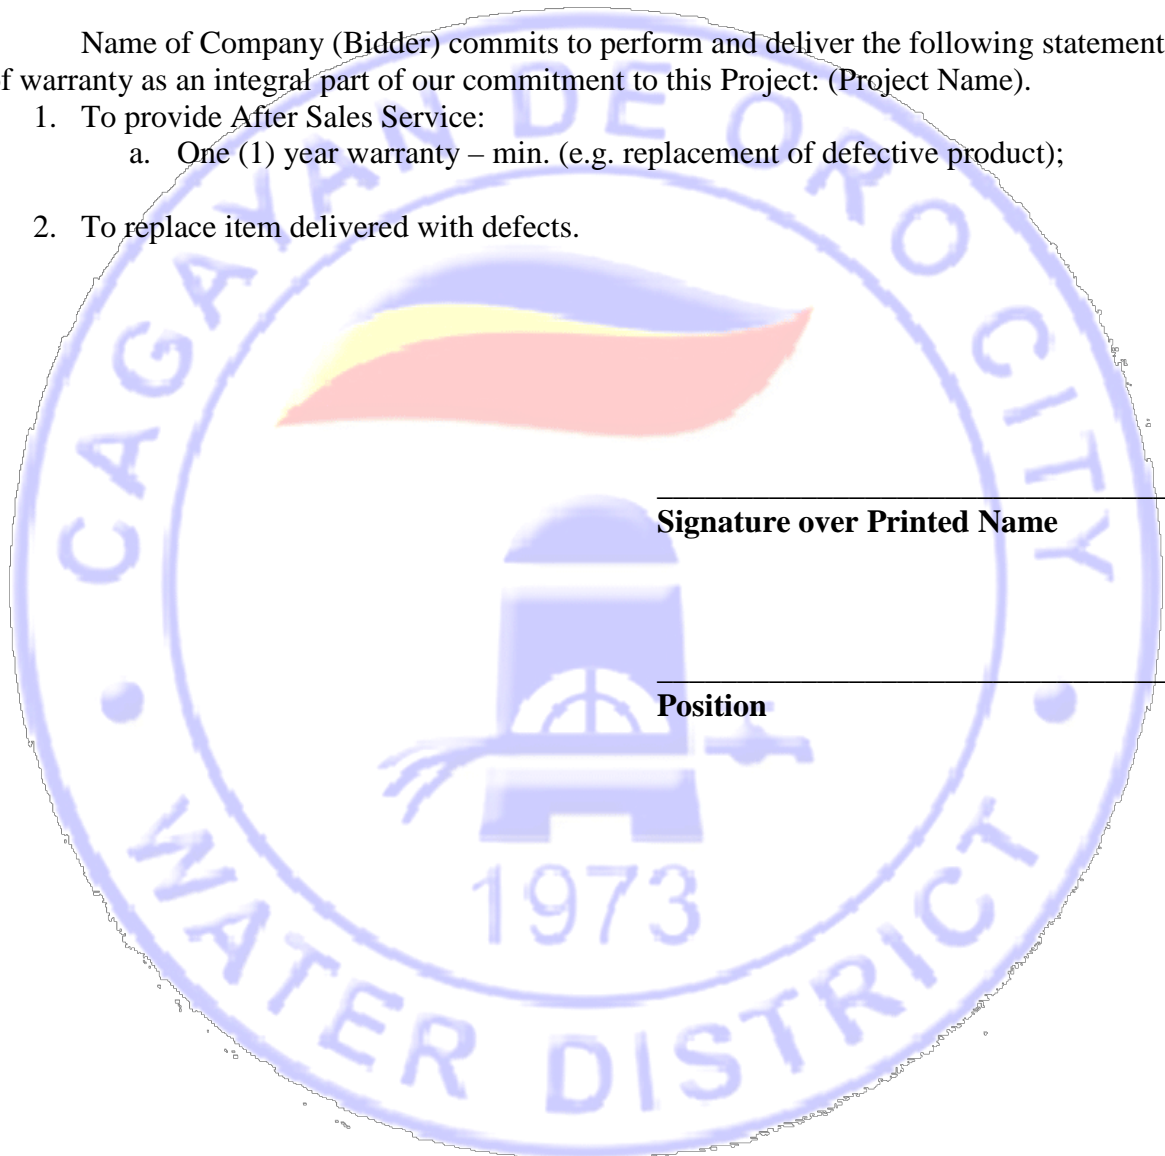 Name of Company (Bidder) commits to perform and deliver the following statement
f warranty as an integral part of our commitment to this Project: (Project Name).
1. To provide After Sales Service:
a. One (1) year warranty – min. (e.g. replacement of defective product);
2. To replace item delivered with defects.
Signature over Printed Name
Position
CAGAYAN DE ORO CITY
1973
WATER DISTRICT